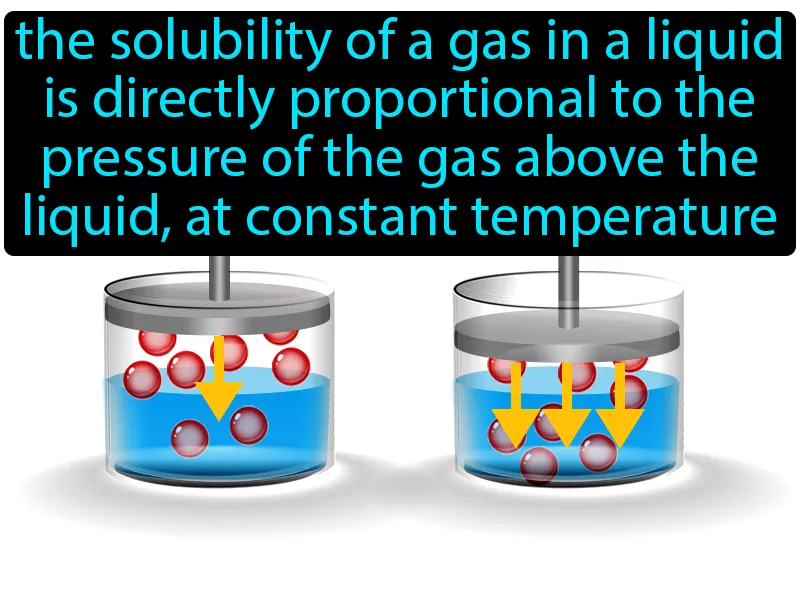 the solubility of a gas in a liquid
is directly proportional to the
pressure of the gas above the
liquid, at constant temperature